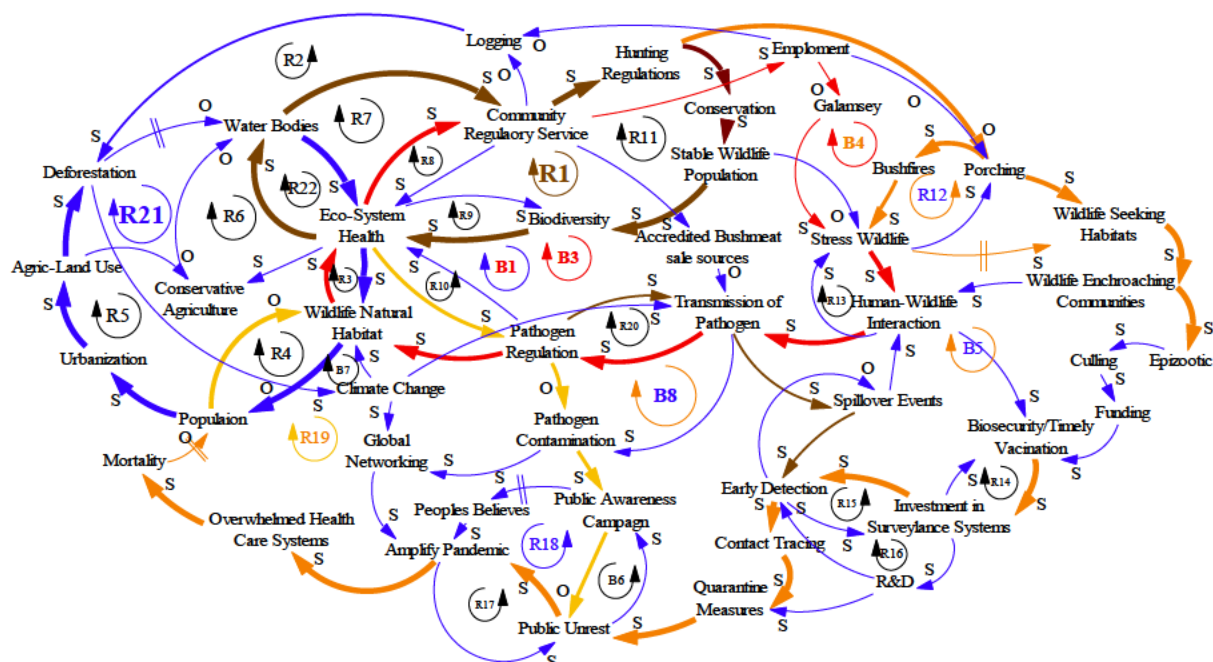 Logging
R2
O
S
O
S
Hunting
Regulations
S
S
Emploment
O
Galamsey
S
O
Water Bodies
R7
Community
Regulaory Service
Conservation
S
R11
B4
O
S
Bushfires
S
Porching
O
S
Deforestation
O
R8
S
R1
Stable Wildlife
Population
R12
S
R21
R6
R22
S
Eco-System
Health
S
R9
S
Biodiversity
S
S
Accredited Bushmeat
sale sources
O
S
S
Stress Wildlife
O
S
Wildlife Seeking
Habitats
Agric-Land Use
S
Conservative
Agriculture
S
R3
S
R10
B1
B3
O
Transmission of
Pathogen
R13
S
Human-Wildlife
Interaction
S
Wildlife Enchroaching
Communities
S
R5
S
Urbanization
R4
Wildlife Natural
Habitat
S
Pathogen
Regulation
S
S
R20
S
S
S
B5
Culling
S
Epizootic
S
O
B7
S
Climate Change
S
O
B8
O
S
Spillover Events
S
Funding
S
Populaion
O
R19
Global
Networking
S
Pathogen
Contamination
S
S
Biosecurity/Timely
Vacination
S
Mortality
S
S
S
Peoples Believes
S
Public Awareness
Campagn
S
Early Detection
S
S
R15
S
Investment in
Surveylance Systems
R14
S
S
Overwhelmed Health
Care Systems
S
S
Amplify Pandemic
R18
Contact Tracing
S
R16
S
R&D
S
R17
S
O
B6
S
Quarantine
Measures
S
S
S
Public Unrest
S